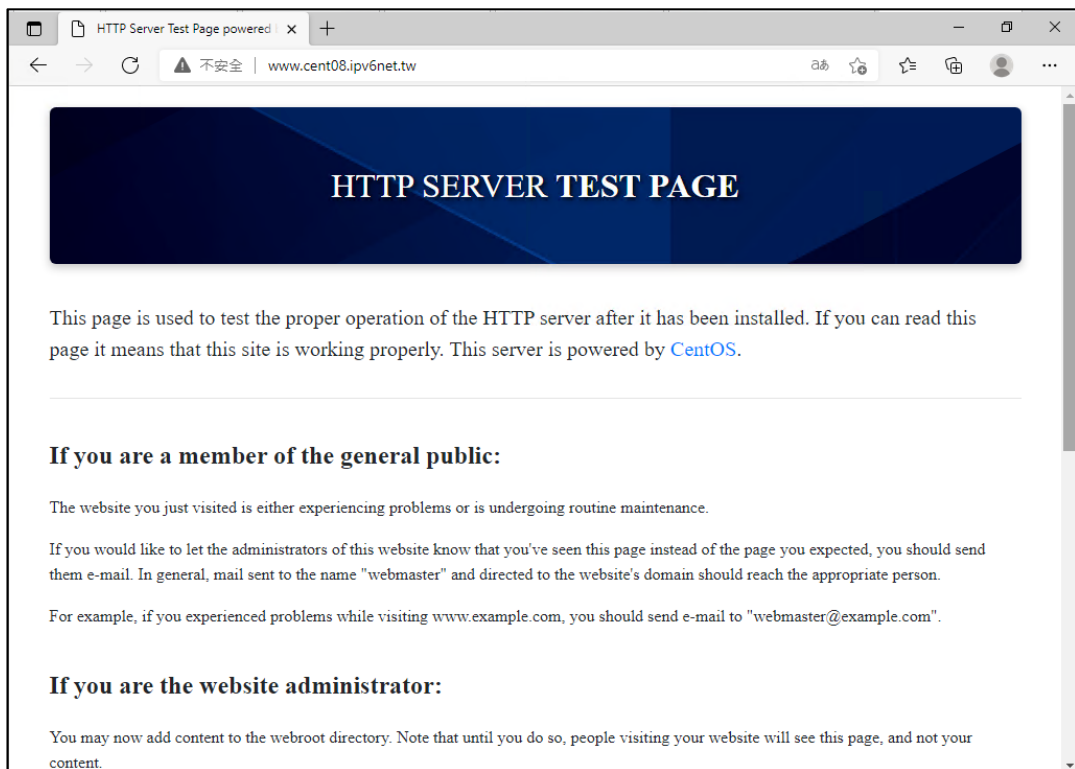 HTTP Server Test Page powered
不安全 | www.cent08.ipv6net.tw
HTTP SERVER TEST PAGE
This page is used to test the proper operation of the HTTP server after it has been installed. If you can read this
page it means that this site is working properly. This server is powered by CentOS.
If you are a member of the general public:
The website you just visited is either experiencing problems or is undergoing routine maintenance.
If you would like to let the administrators of this website know that you've seen this page instead of the page you expected, you should send
them e-mail. In general, mail sent to the name "webmaster" and directed to the website's domain should reach the appropriate person.
For example, if you experienced problems while visiting www.example.com, you should send e-mail to "webmaster@example.com".
If you are the website administrator:
You may now add content to the webroot directory. Note that until you do so, people visiting your website will see this page, and not your
content.